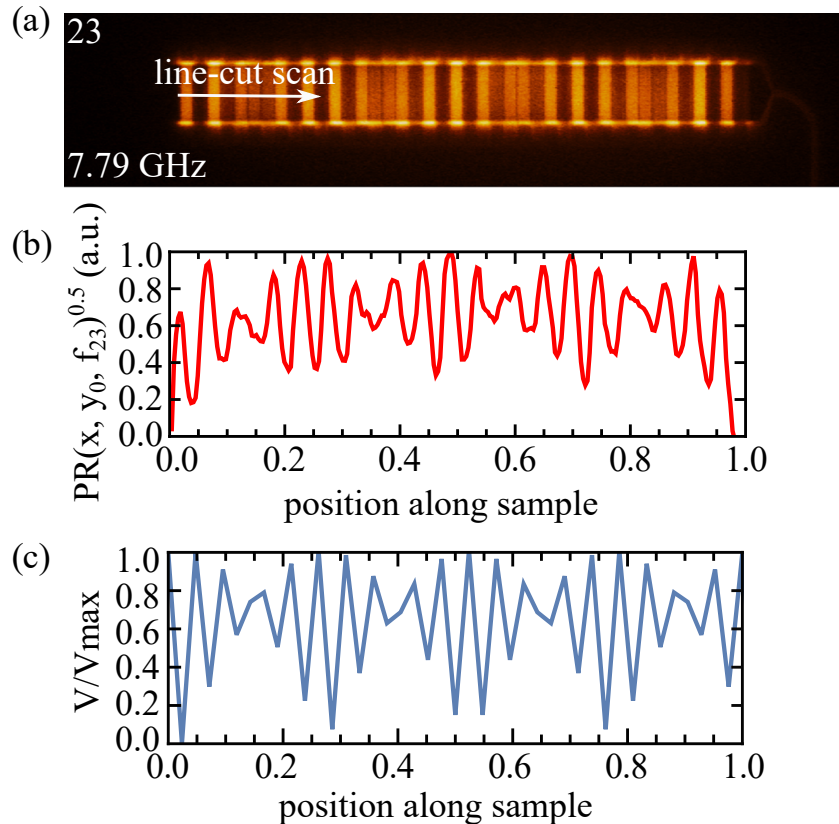 (a)
23
line-cut scan
7.79 GHz
(b)
PR(x, y₀, f₂₃)⁰·⁵ (a.u.)
1.0
0.8
0.6
0.4
0.2
0.0
0.0 0.2 0.4 0.6 0.8 1.0
position along sample
(c)
V/Vmax
1.0
0.8
0.6
0.4
0.2
0.0
0.0 0.2 0.4 0.6 0.8 1.0
position along sample